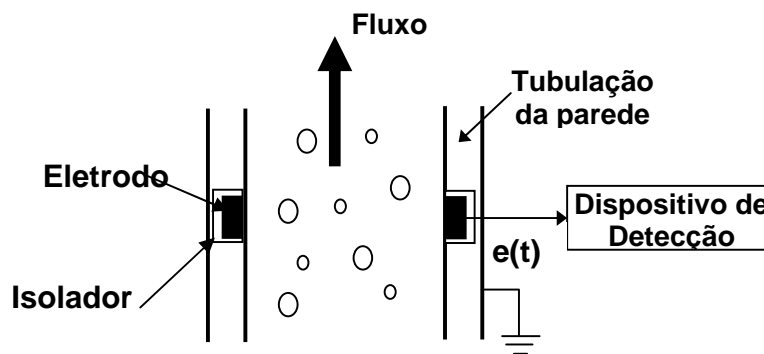 Fluxo
Tubulação
da parede
Eletrodo
Dispositivo de
Detecção
e(t)
Isolador